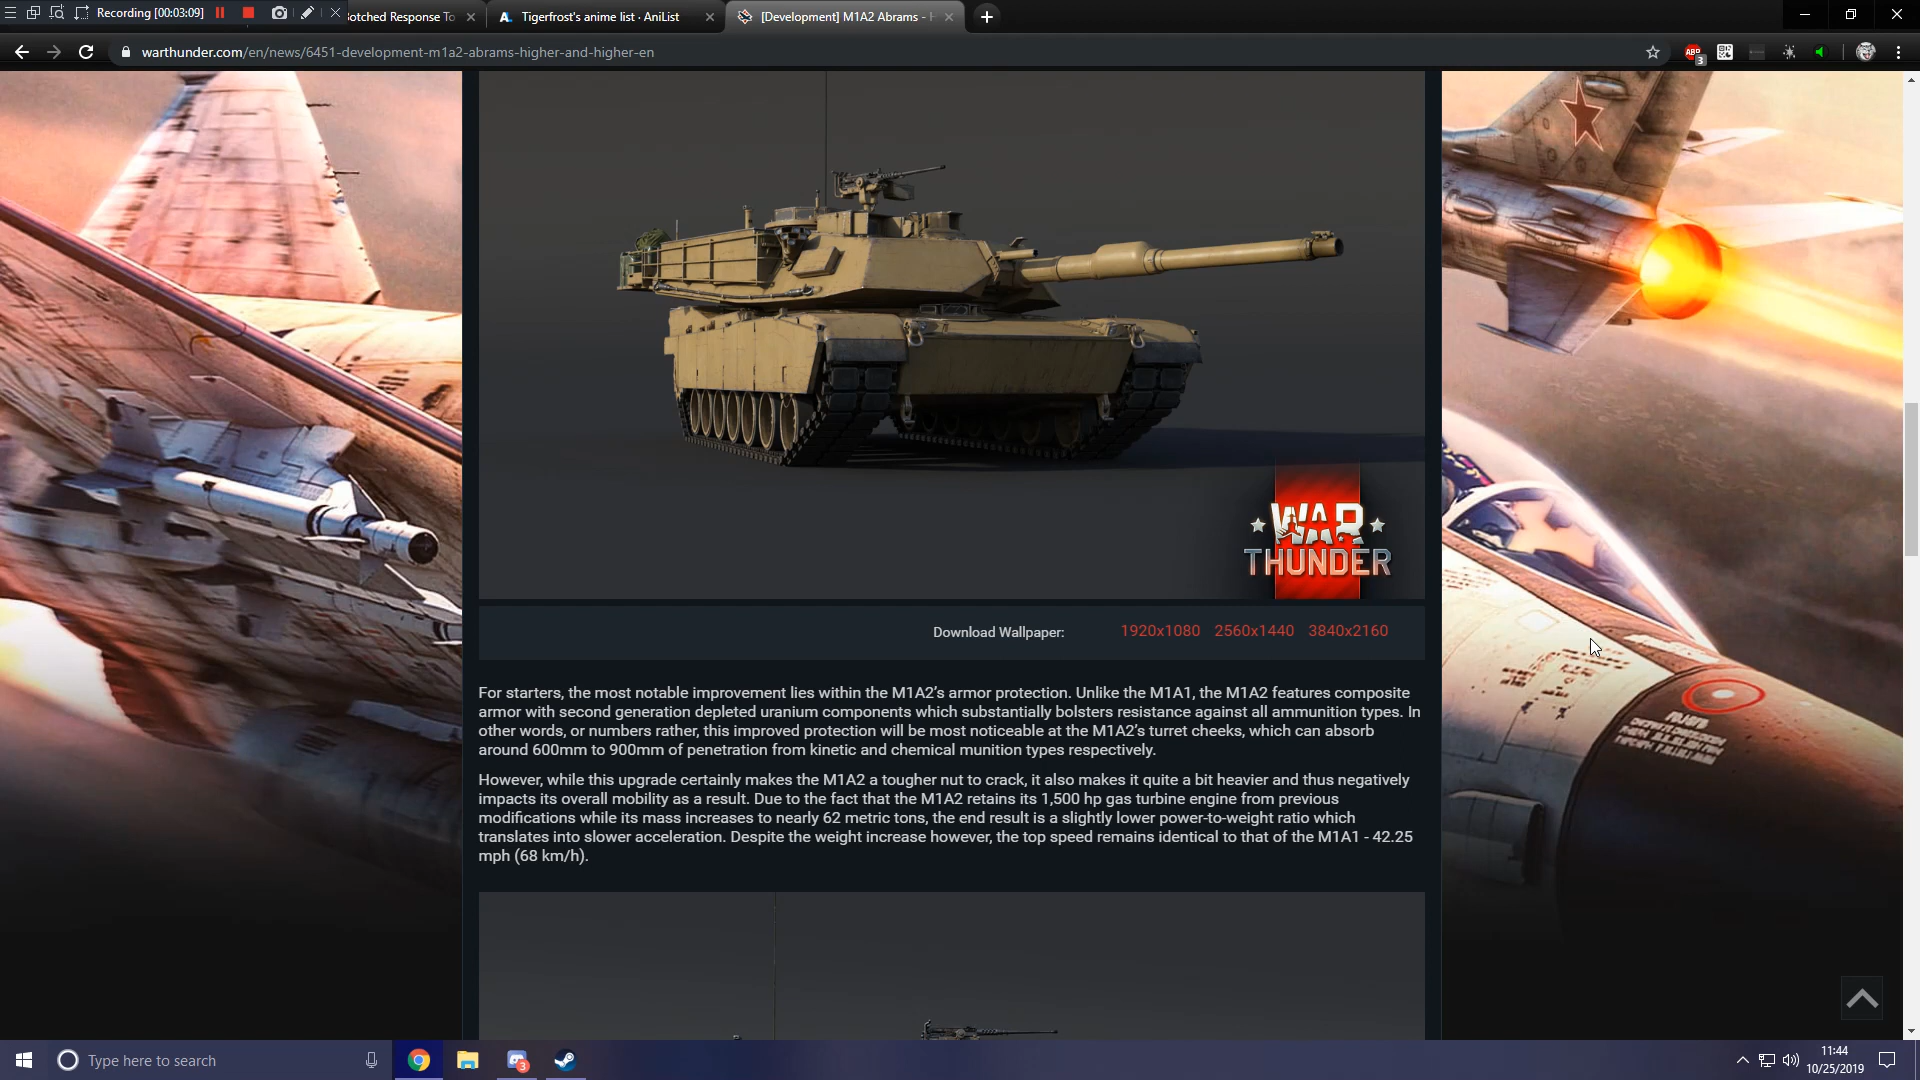 Recording [00:03:09]
otched Response To
Tigerfrost's anime list · AniList
[Development] M1A2 Abrams -
warthunder.com/en/news/6451-development-m1a2-abrams-higher-and-higher-en
ABP
3
WAR
THUNDER
Download Wallpaper: 1920x1080 2560x1440 3840x2160
For starters, the most notable improvement lies within the M1A2's armor protection. Unlike the M1A1, the M1A2 features composite
armor with second generation depleted uranium components which substantially bolsters resistance against all ammunition types. In
other words, or numbers rather, this improved protection will be most noticeable at the M1A2's turret cheeks, which can absorb
around 600mm to 900mm of penetration from kinetic and chemical munition types respectively.
However, while this upgrade certainly makes the M1A2 a tougher nut to crack, it also makes it quite a bit heavier and thus negatively
impacts its overall mobility as a result. Due to the fact that the M1A2 retains its 1,500 hp gas turbine engine from previous
modifications while its mass increases to nearly 62 metric tons, the end result is a slightly lower power-to-weight ratio which
translates into slower acceleration. Despite the weight increase however, the top speed remains identical to that of the M1A1 - 42.25
mph (68 km/h).
Type here to search
3
11:44
10/25/2019